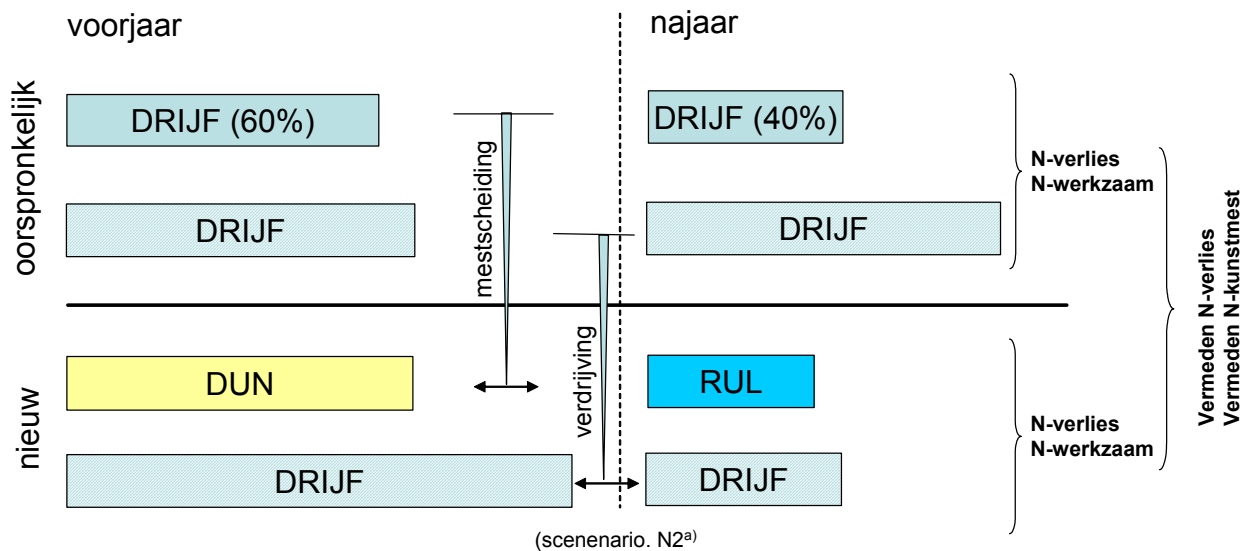 voorjaar
najaar
oorspronkelijk
DRIJF (60%)
DRIJF (40%)
mestscheiding
N-verlies
N-werkzaam
DRIJF
DRIJF
verdrijving
Vermeden N-verlies
Vermeden N-kunstmest
nieuw
DUN
RUL
N-verlies
N-werkzaam
DRIJF
DRIJF
(scenenario. N2a)